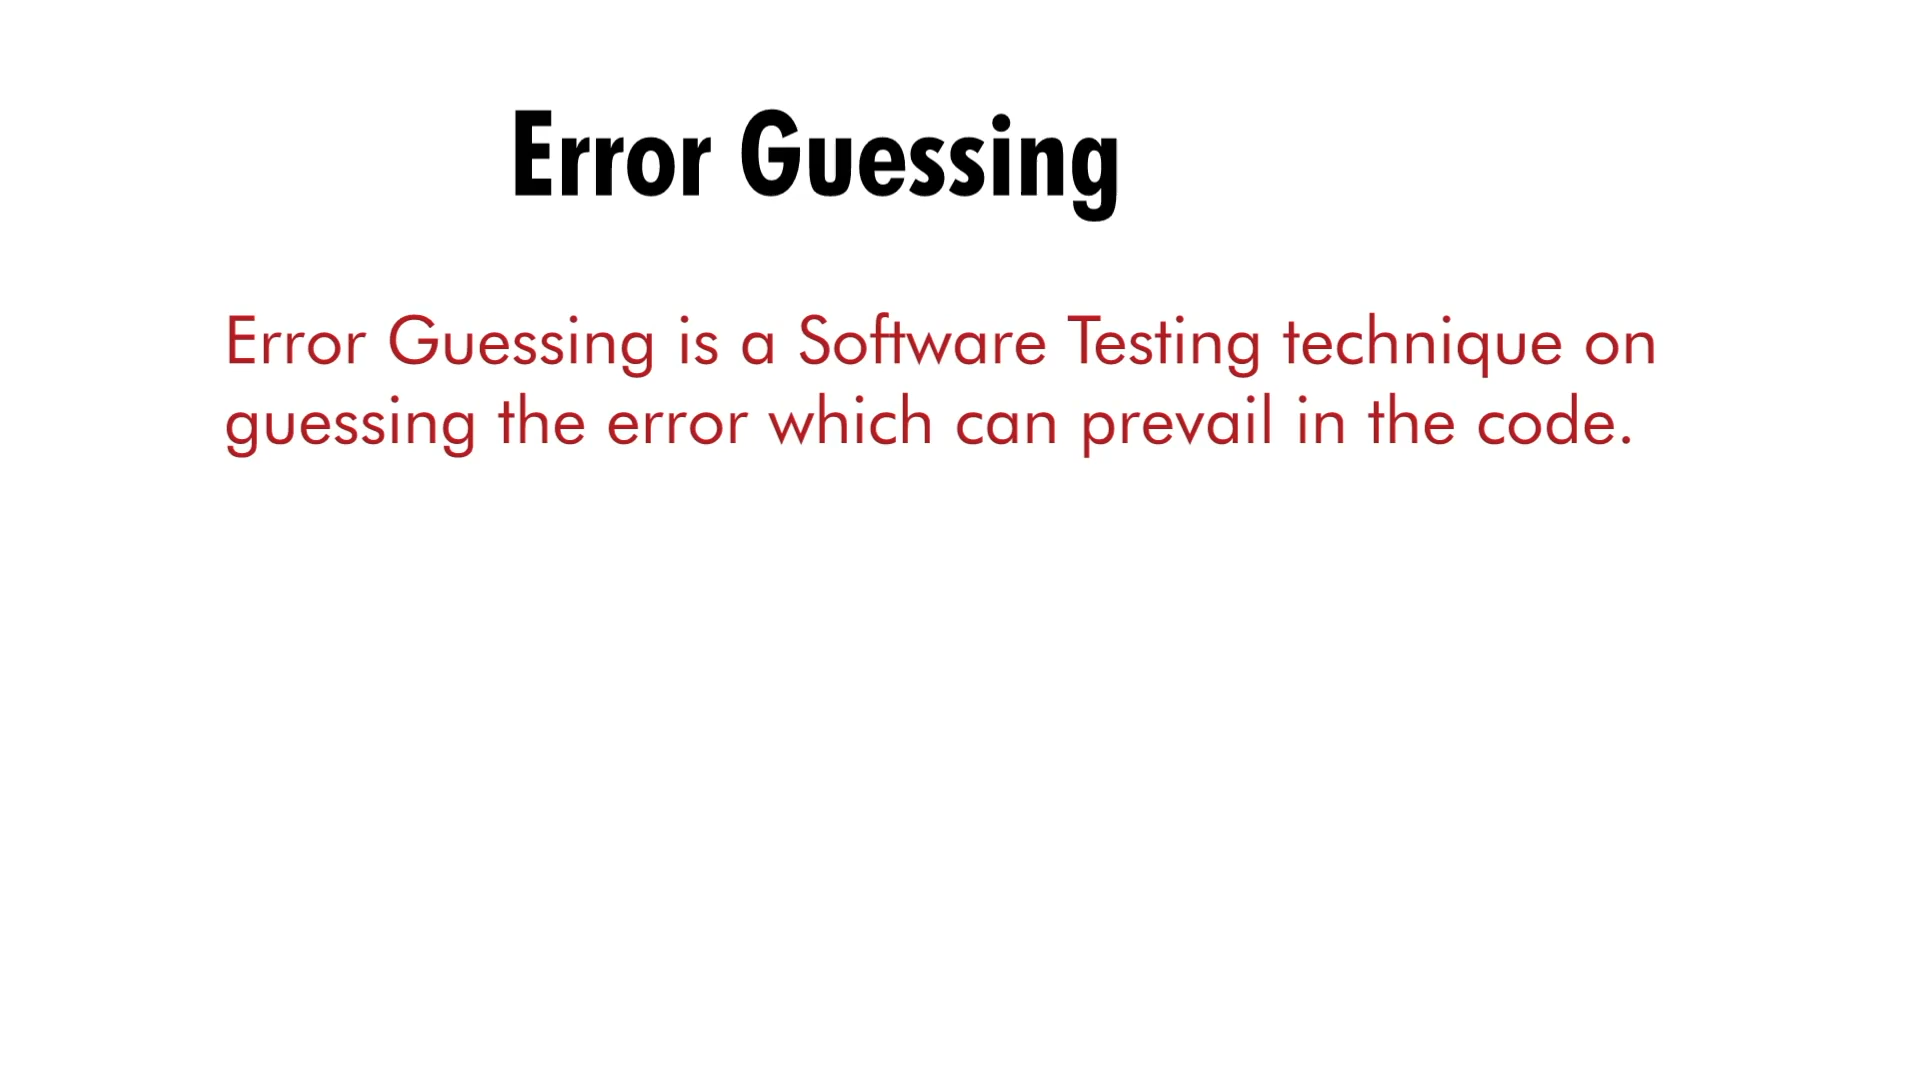 Error Guessing
Error Guessing is a Software Testing technique on
guessing the error which can prevail in the code.